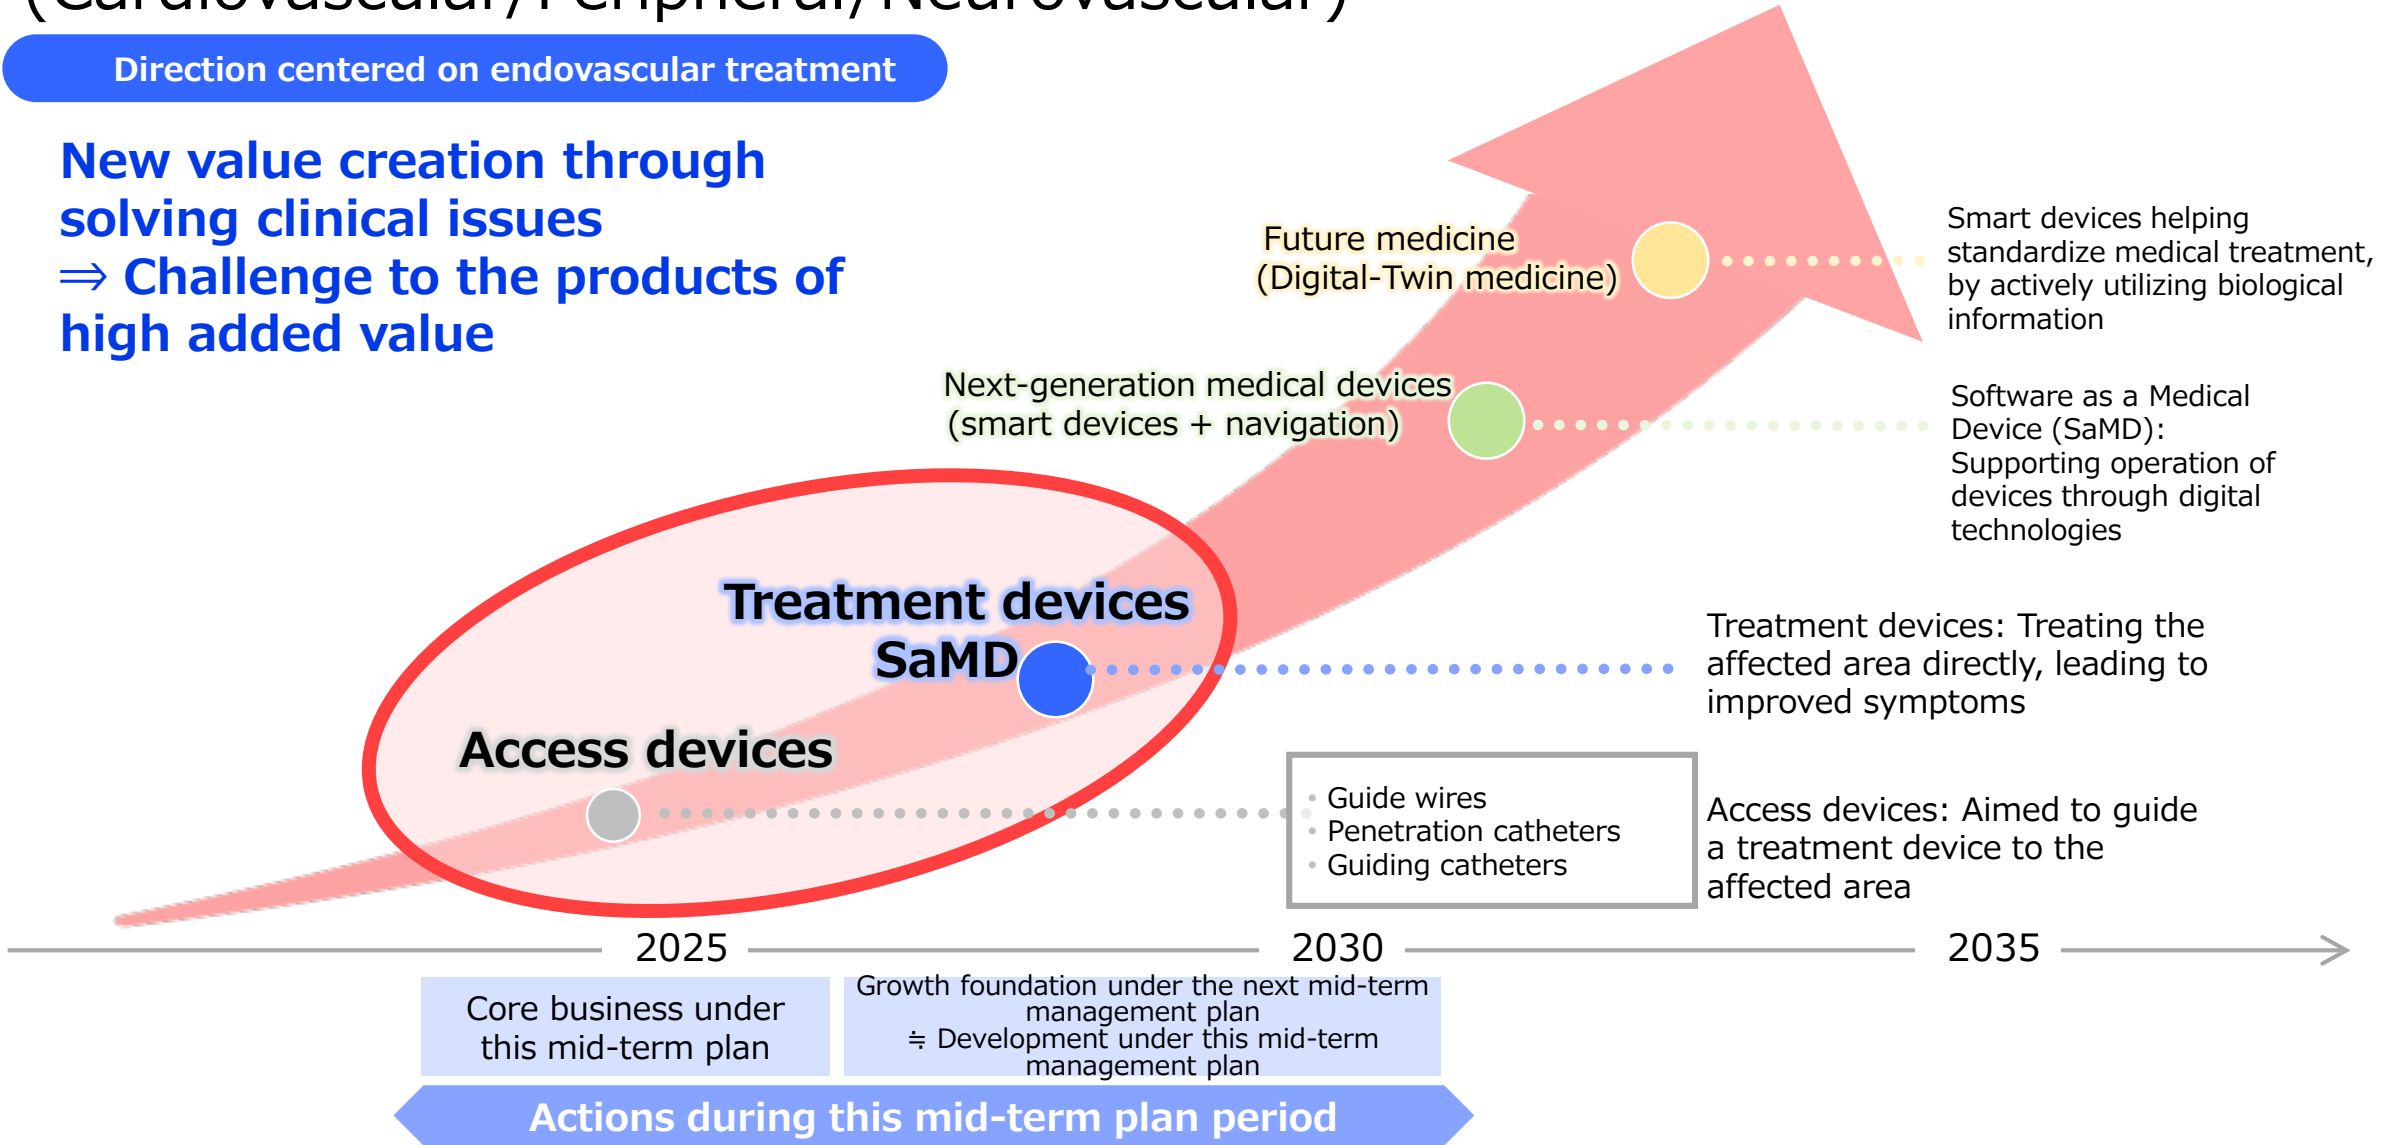 (Cardiovascular/Peripheral/Neurovascular)
Direction centered on endovascular treatment
New value creation through
solving clinical issues
⇒ Challenge to the products of
high added value
Future medicine
(Digital-Twin medicine)
Smart devices helping
standardize medical treatment,
by actively utilizing biological
information
Next-generation medical devices
(smart devices + navigation)
Software as a Medical
Device (SaMD):
Supporting operation of
devices through digital
technologies
Treatment devices
SaMD
Treatment devices: Treating the
affected area directly, leading to
improved symptoms
Access devices
• Guide wires
• Penetration catheters
• Guiding catheters
Access devices: Aimed to guide
a treatment device to the
affected area
2025
2030
2035
Core business under
this mid-term plan
Growth foundation under the next mid-term
management plan
≒ Development under this mid-term
management plan
Actions during this mid-term plan period